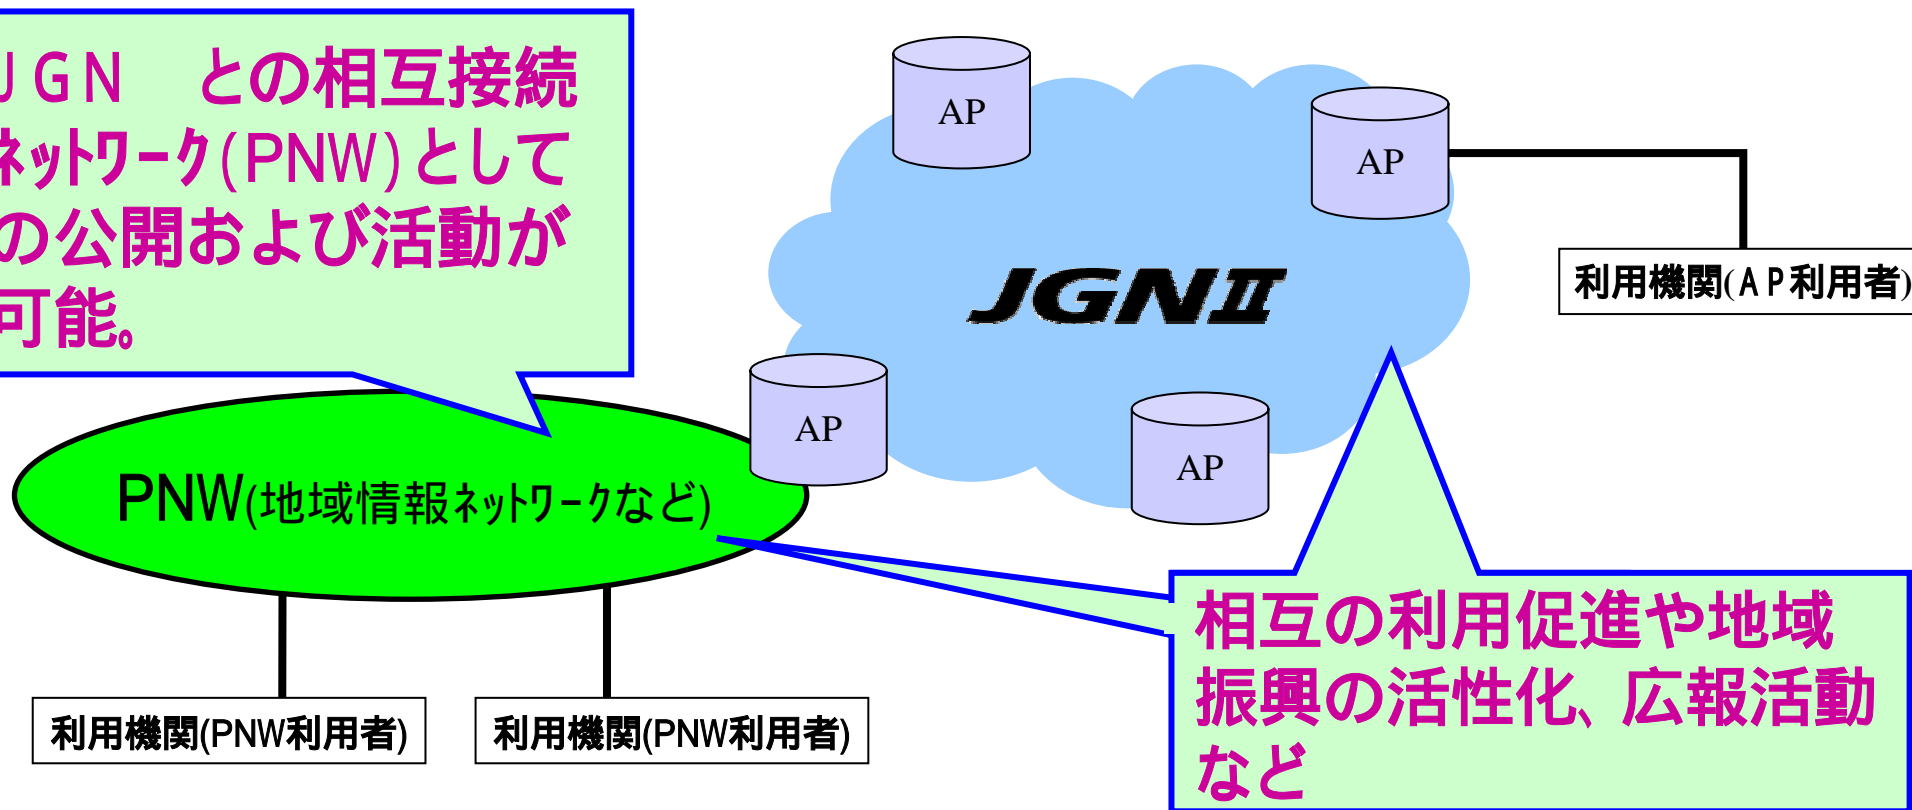 JGN　との相互接続
ネットワーク(PNW)として
の公開および活動が
可能。
AP
AP
JGNⅡ
利用機関(AP利用者)
AP
AP
PNW(地域情報ネットワークなど)
利用機関(PNW利用者)
利用機関(PNW利用者)
相互の利用促進や地域
振興の活性化、広報活動
など